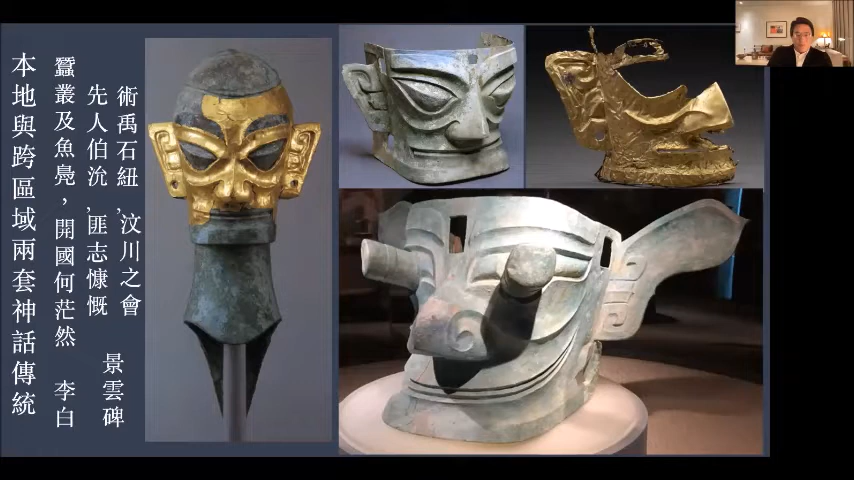 本地與跨區域兩套神話傳統
蠶叢及魚鳧，開國何茫然 李白
先人伯沇,匪志慷慨
術禹石紐,汶川之會
景雲碑